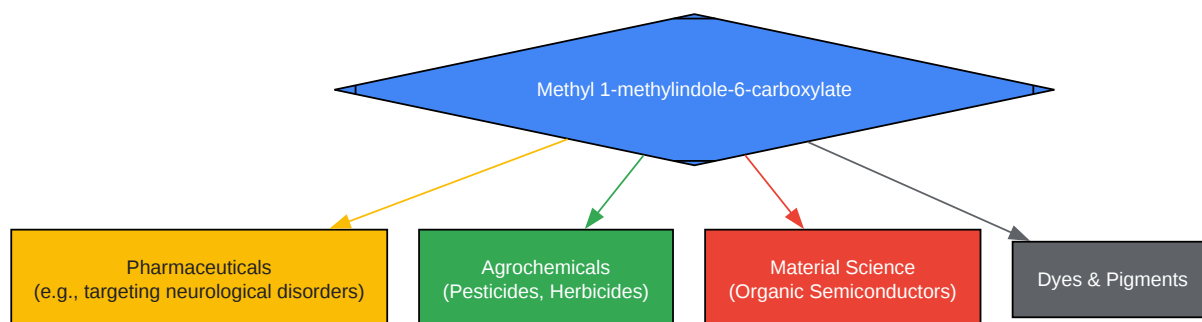 Methyl 1-methylindole-6-carboxylate
Pharmaceuticals
(e.g., targeting neurological disorders)
Agrochemicals
(Pesticides, Herbicides)
Material Science
(Organic Semiconductors)
Dyes & Pigments